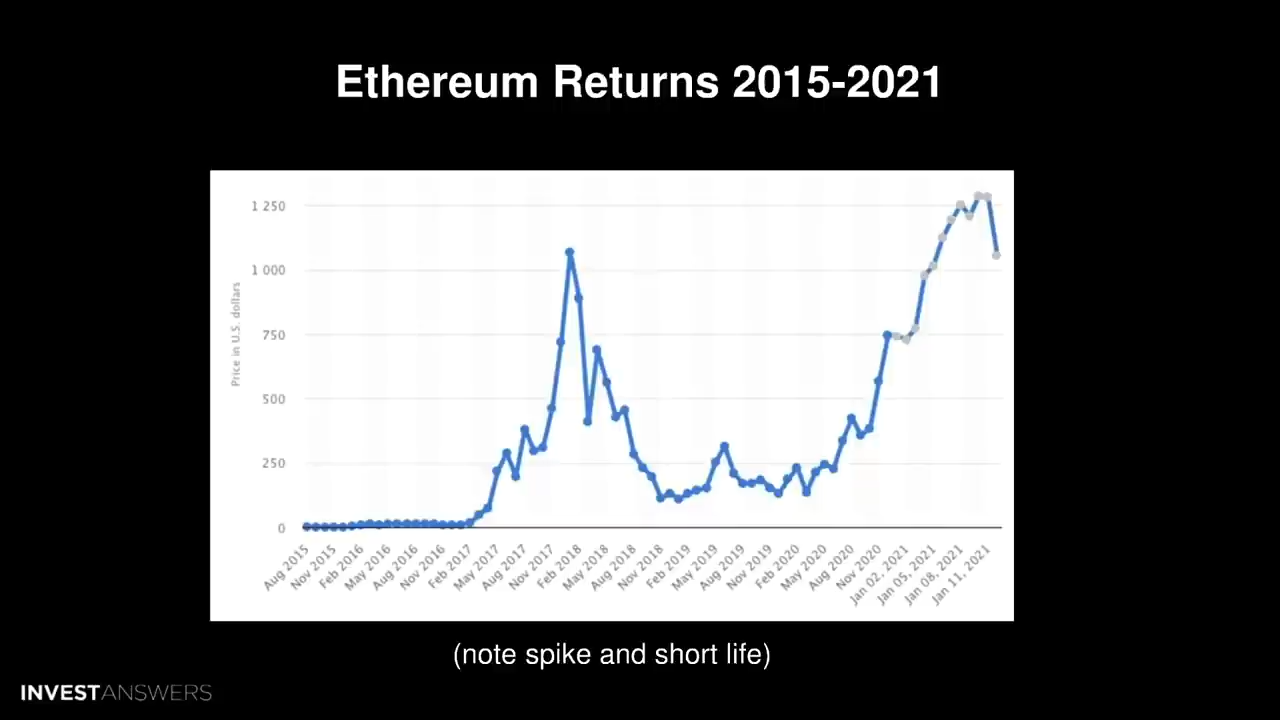 Ethereum Returns 2015-2021
1 250
1 000
750
500
250
0
Price in U.S. dollars
Aug 2015
Nov 2015
Feb 2016
May 2016
Aug 2016
Nov 2016
Feb 2017
May 2017
Aug 2017
Nov 2017
Feb 2018
May 2018
Aug 2018
Nov 2018
Feb 2019
May 2019
Aug 2019
Nov 2019
Feb 2020
May 2020
Aug 2020
Nov 2020
Jan 02, 2021
Jan 05, 2021
Jan 08, 2021
Jan 11, 2021
(note spike and short life)
INVESTANSWERS